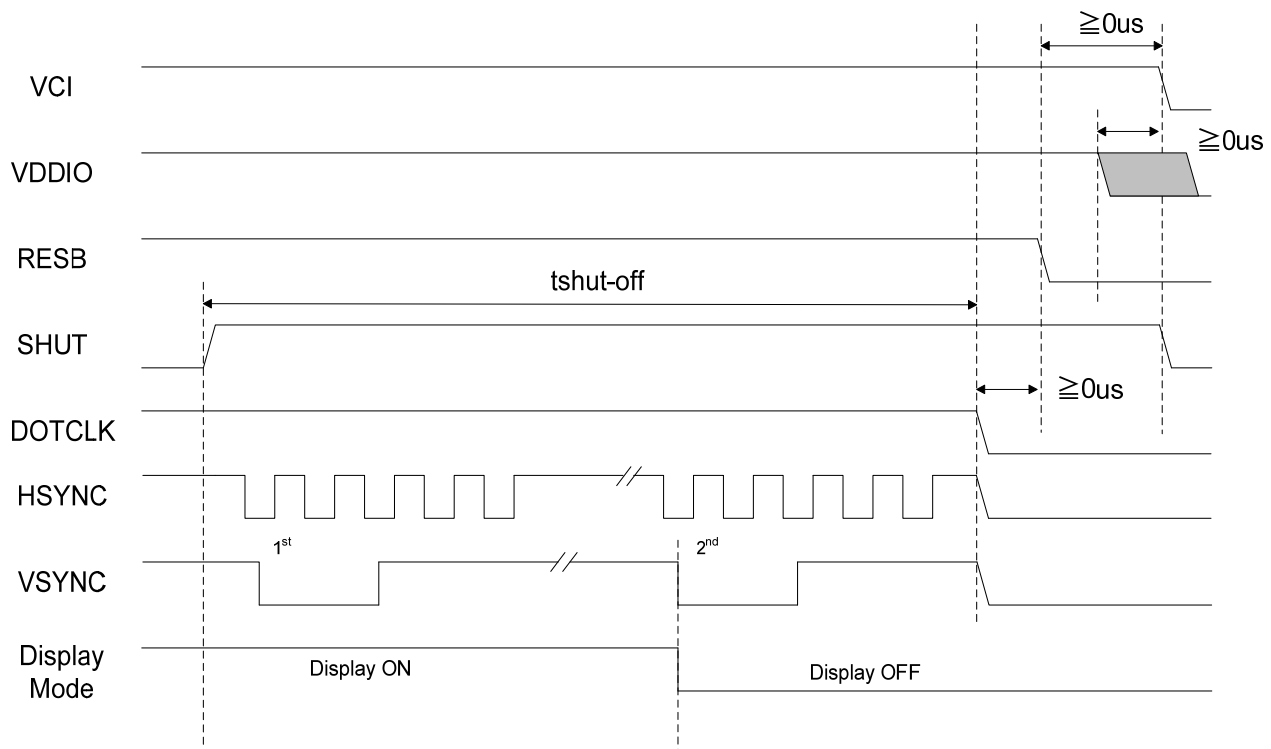 ≧0us
VCI
≧0us
VDDIO
RESB
tshut-off
SHUT
≧0us
DOTCLK
HSYNC
1st
2nd
VSYNC
Display
Mode
Display ON
Display OFF